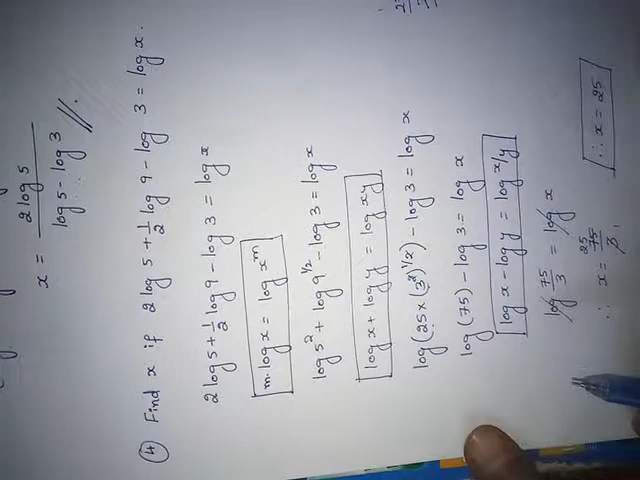 x = 2 log 5 / log 5 - log 3 //.
④ Find x if 2 log 5 + 1/2 log 9 - log 3 = log x.
2 log 5 + 1/2 log 9 - log 3 = log x
m. log x = log x^m
log 5^2 + log 9^1/2 - log 3 = log x
log x + log y = log xy
log (25 × (3^2)^1/2) - log 3 = log x
log (75) - log 3 = log x
log x - log y = log x/y
log 75/3 = log x
25
∴ x = 75/3
∴ x = 25